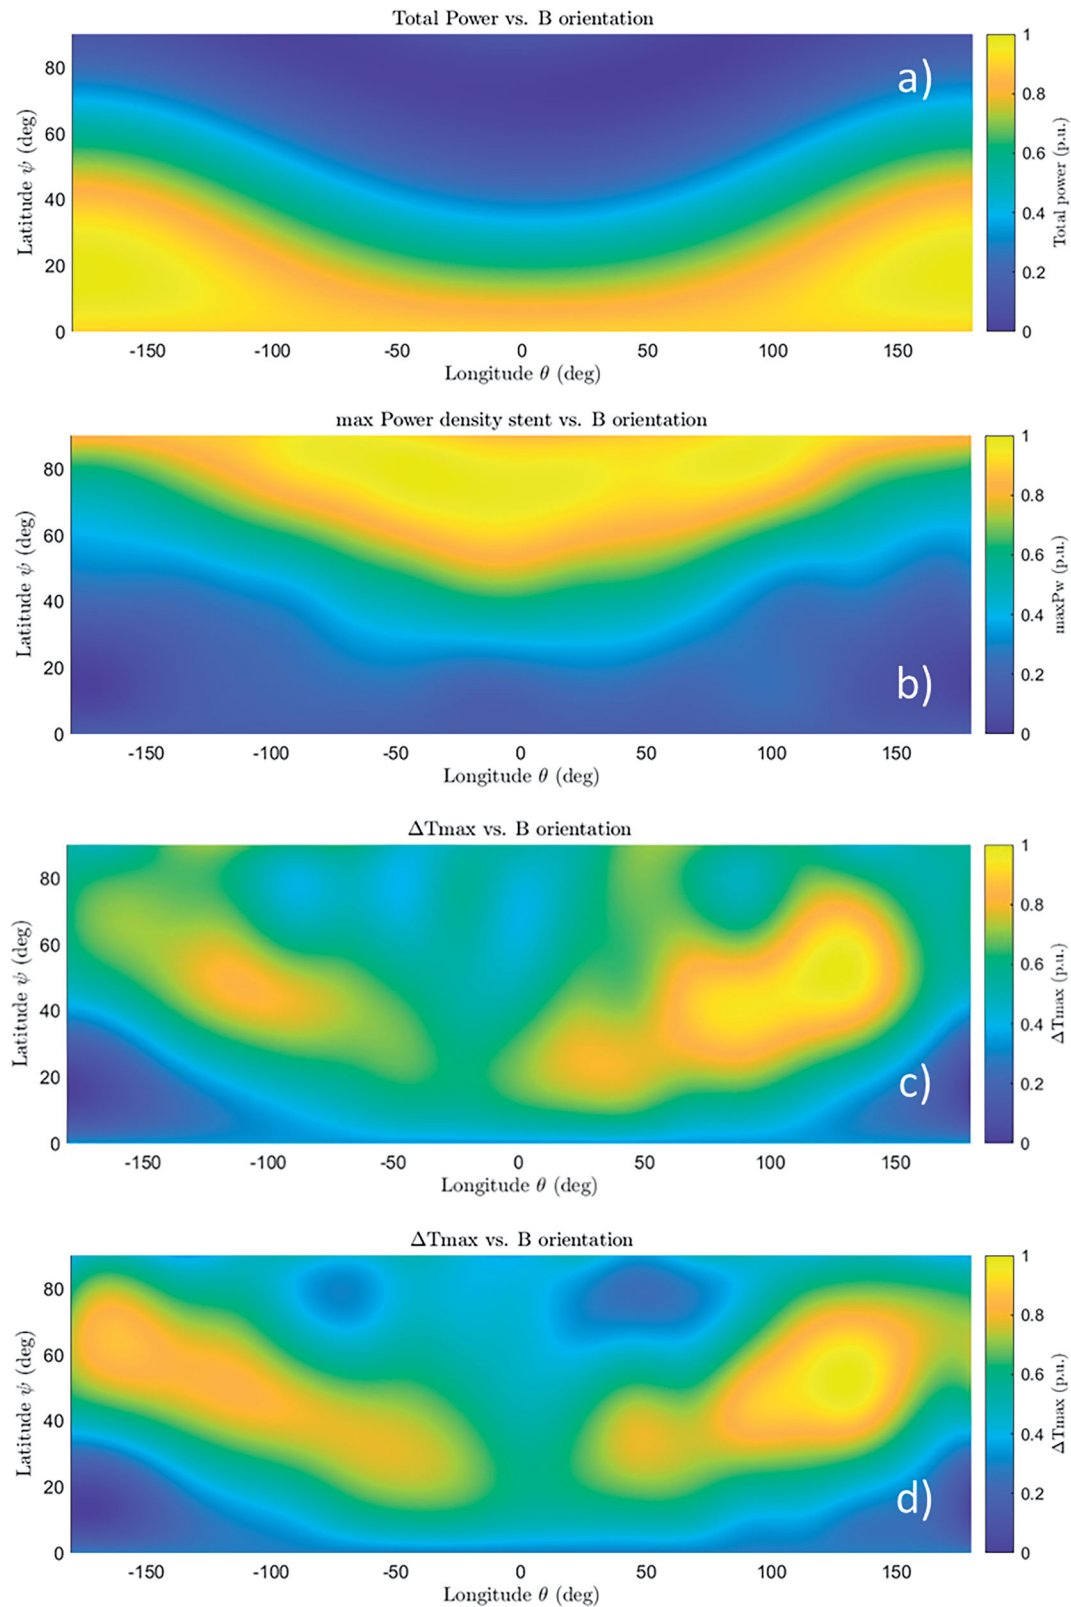 Total Power vs. B orientation
a)
Latitude ψ (deg)
80
60
40
20
0
-150 -100 -50 0 50 100 150
Longitude θ (deg)
1
0.8
0.6
0.4
0.2
0
Total power (p.u.)
max Power density stent vs. B orientation
b)
Latitude ψ (deg)
80
60
40
20
0
-150 -100 -50 0 50 100 150
Longitude θ (deg)
1
0.8
0.6
0.4
0.2
0
maxPw (p.u.)
ΔTmax vs. B orientation
c)
Latitude ψ (deg)
80
60
40
20
0
-150 -100 -50 0 50 100 150
Longitude θ (deg)
1
0.8
0.6
0.4
0.2
0
ΔTmax (p.u.)
ΔTmax vs. B orientation
d)
Latitude ψ (deg)
80
60
40
20
0
-150 -100 -50 0 50 100 150
Longitude θ (deg)
1
0.8
0.6
0.4
0.2
0
ΔTmax (p.u.)